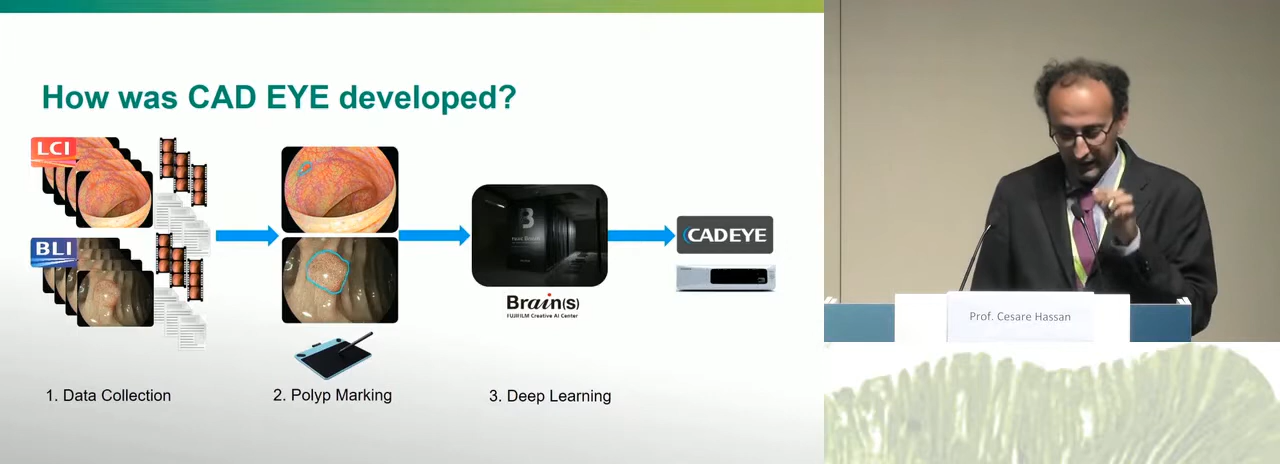 How was CAD EYE developed?
LCI
BLI
B
Brain(s)
FUJIFILM Creative AI Center
CADEYE
1. Data Collection
2. Polyp Marking
3. Deep Learning
Prof. Cesare Hassan